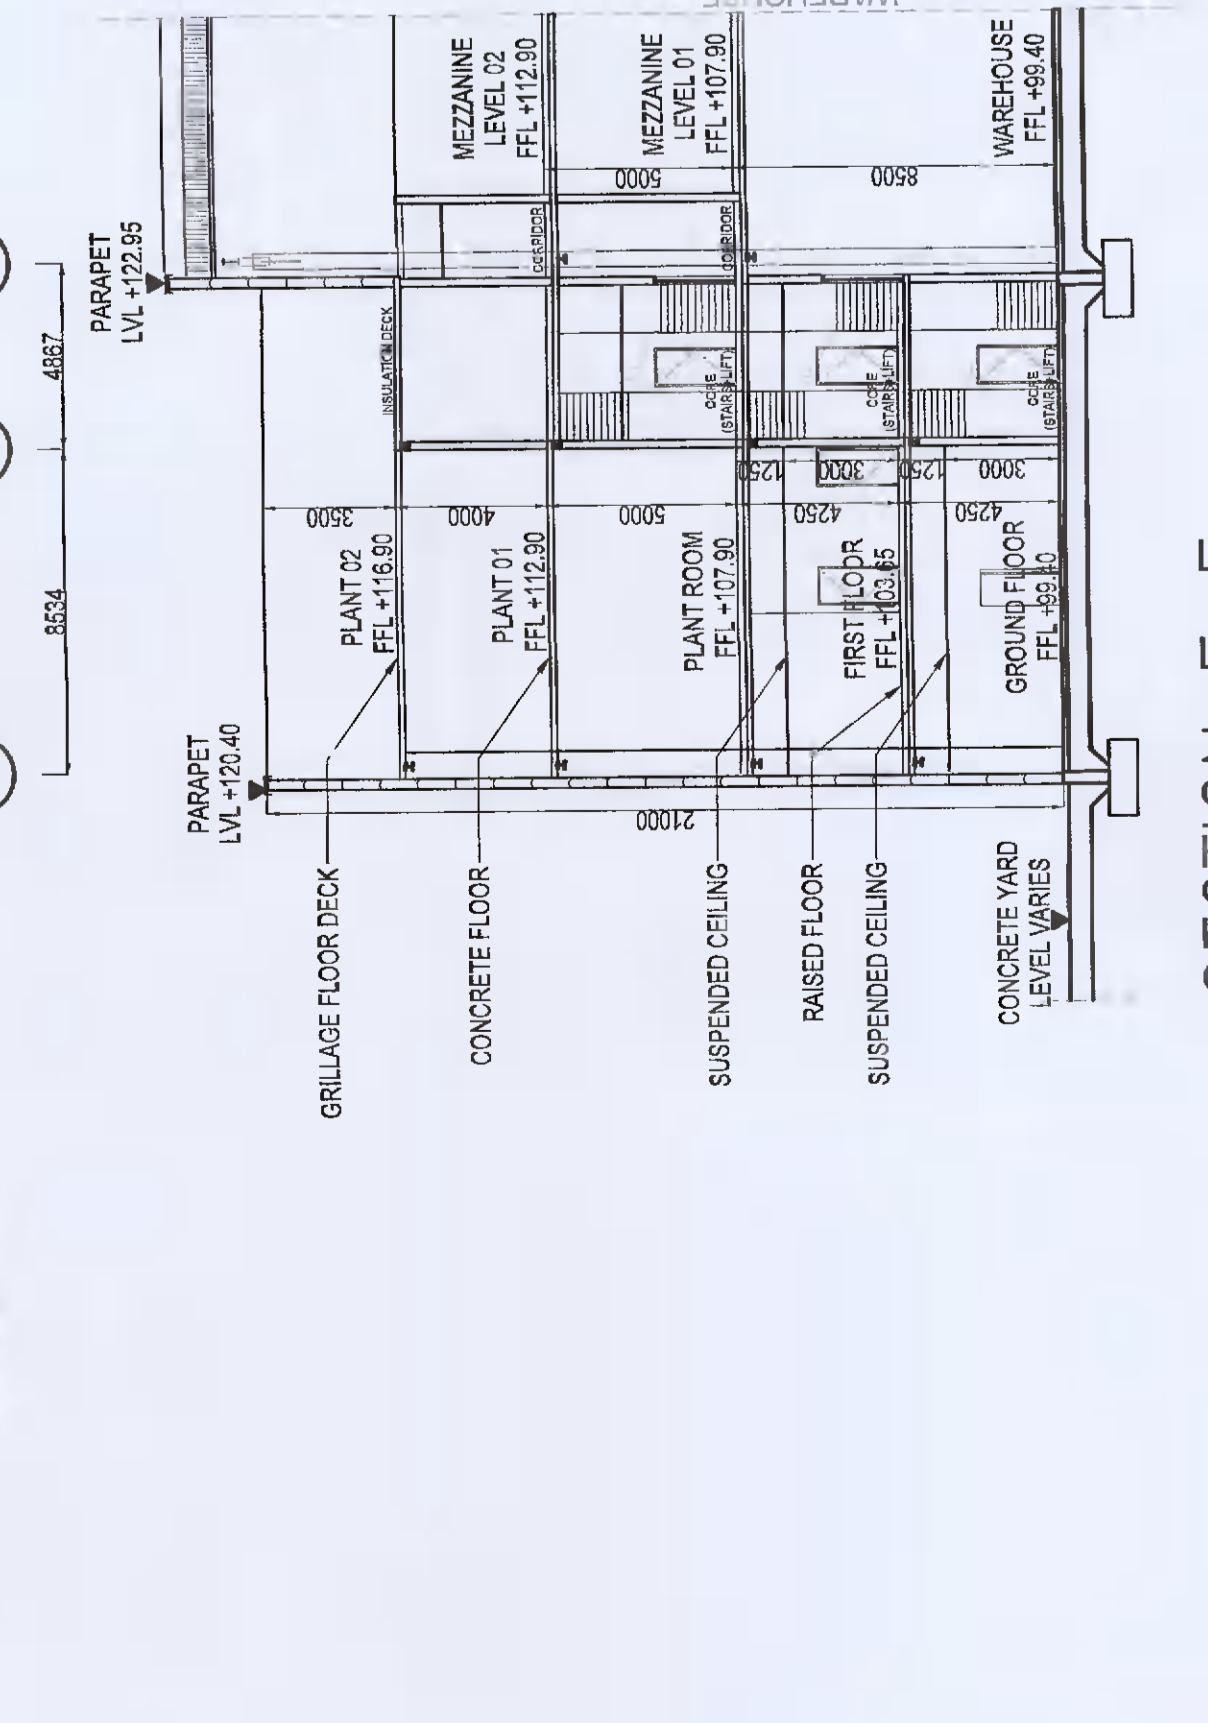 8534
4867
PARAPET
LVL +122.95
PARAPET
LVL +120.40
INSULATION DECK
MEZZANINE
LEVEL 02
FFL +112.90
MEZZANINE
LEVEL 01
FFL +107.90
WAREHOUSE
FFL +99.40
CORRIDOR
CORRIDOR
5000
8500
CORE
(STAIRS+LIFT)
CORE
(STAIRS+LIFT)
CORE
(STAIRS+LIFT)
3500
4000
5000
4250
4250
1250
3000
1250
3000
PLANT 02
FFL +116.90
PLANT 01
FFL +112.90
PLANT ROOM
FFL +107.90
FIRST FLOOR
FFL +103.65
GROUND FLOOR
FFL +99.40
21000
GRILLAGE FLOOR DECK
CONCRETE FLOOR
SUSPENDED CEILING
RAISED FLOOR
SUSPENDED CEILING
CONCRETE YARD
LEVEL VARIES